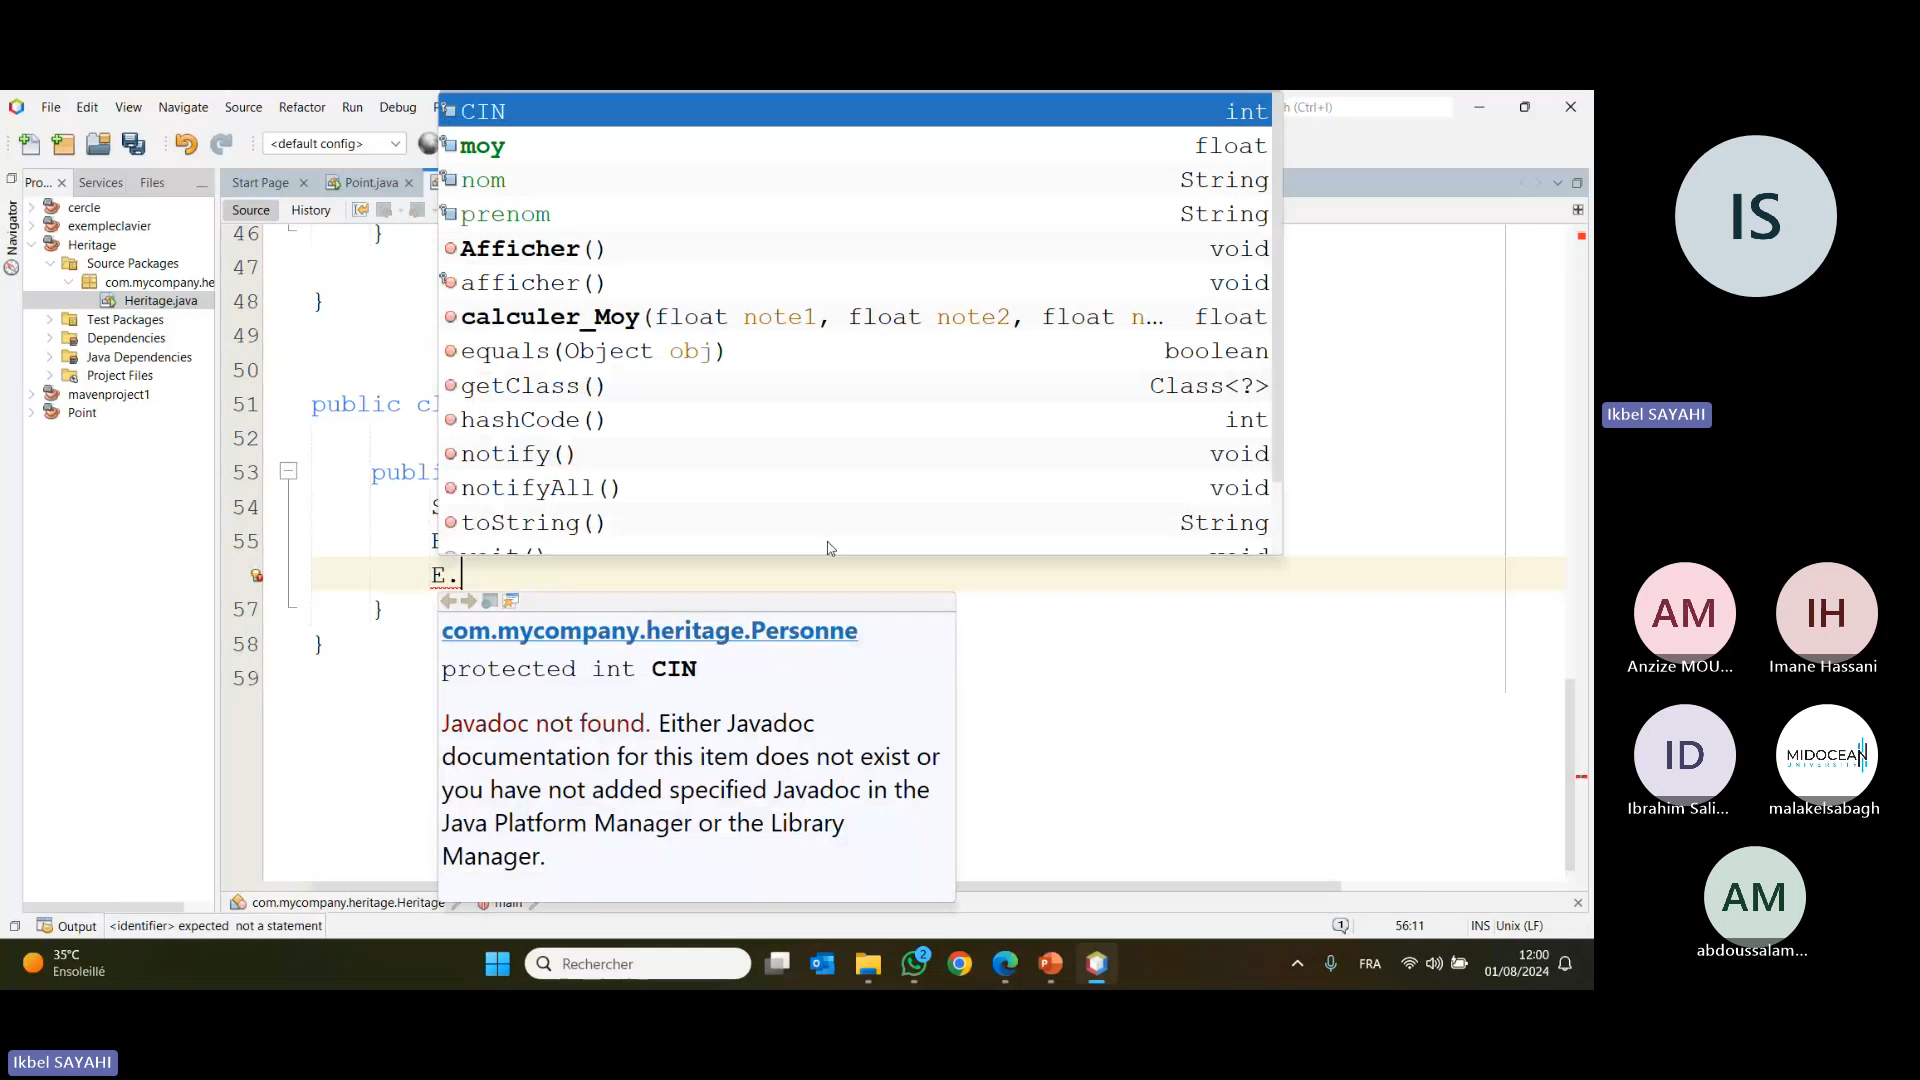 File Edit View Navigate Source Refactor Run Debug
h (Ctrl+I)
<default config>
Pro... Services Files
Start Page Point.java
Source History
Navigator
cercle
exempleclavier
Heritage
Source Packages
com.mycompany.he
Heritage.java
Test Packages
Dependencies
Java Dependencies
Project Files
mavenproject1
Point
46 }
47
48 }
49
50
51 public cl
52
53 publi
54 S
55
E.
57 }
58 }
59
CIN int
moy float
nom String
prenom String
Afficher() void
afficher() void
calculer_Moy(float note1, float note2, float n... float
equals(Object obj) boolean
getClass() Class<?>
hashCode() int
notify() void
notifyAll() void
toString() String
wait() void
com.mycompany.heritage.Personne
protected int CIN
Javadoc not found. Either Javadoc
documentation for this item does not exist or
you have not added specified Javadoc in the
Java Platform Manager or the Library
Manager.
com.mycompany.heritage.Heritage main
Output <identifier> expected not a statement
1 56:11 INS Unix (LF)
35°C
Ensoleillé
Rechercher
2
FRA
12:00
01/08/2024
IS
Ikbel SAYAHI
AM
Anzize MOU...
IH
Imane Hassani
ID
Ibrahim Sali...
MIDOCEAN
UNIVERSITY
malakelsabagh
AM
abdoussalam...
Ikbel SAYAHI